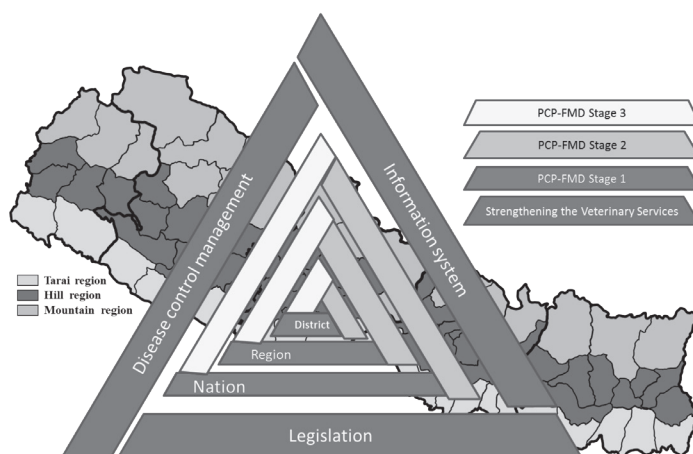 PCP-FMD Stage 3
PCP-FMD Stage 2
PCP-FMD Stage 1
Strengthening the Veterinary Services
Disease control management
Information system
Tarai region
Hill region
Mountain region
District
Region
Nation
Legislation